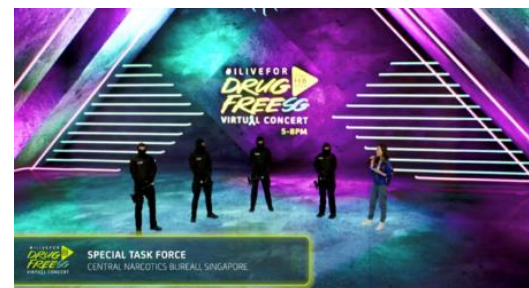 #ILIVEFOR
DRUG
FREESG
VIRTUAL CONCERT
5-8PM
#ILIVEFOR
DRUG
FREESG
VIRTUAL CONCERT
SPECIAL TASK FORCE
CENTRAL NARCOTICS BUREAU, SINGAPORE